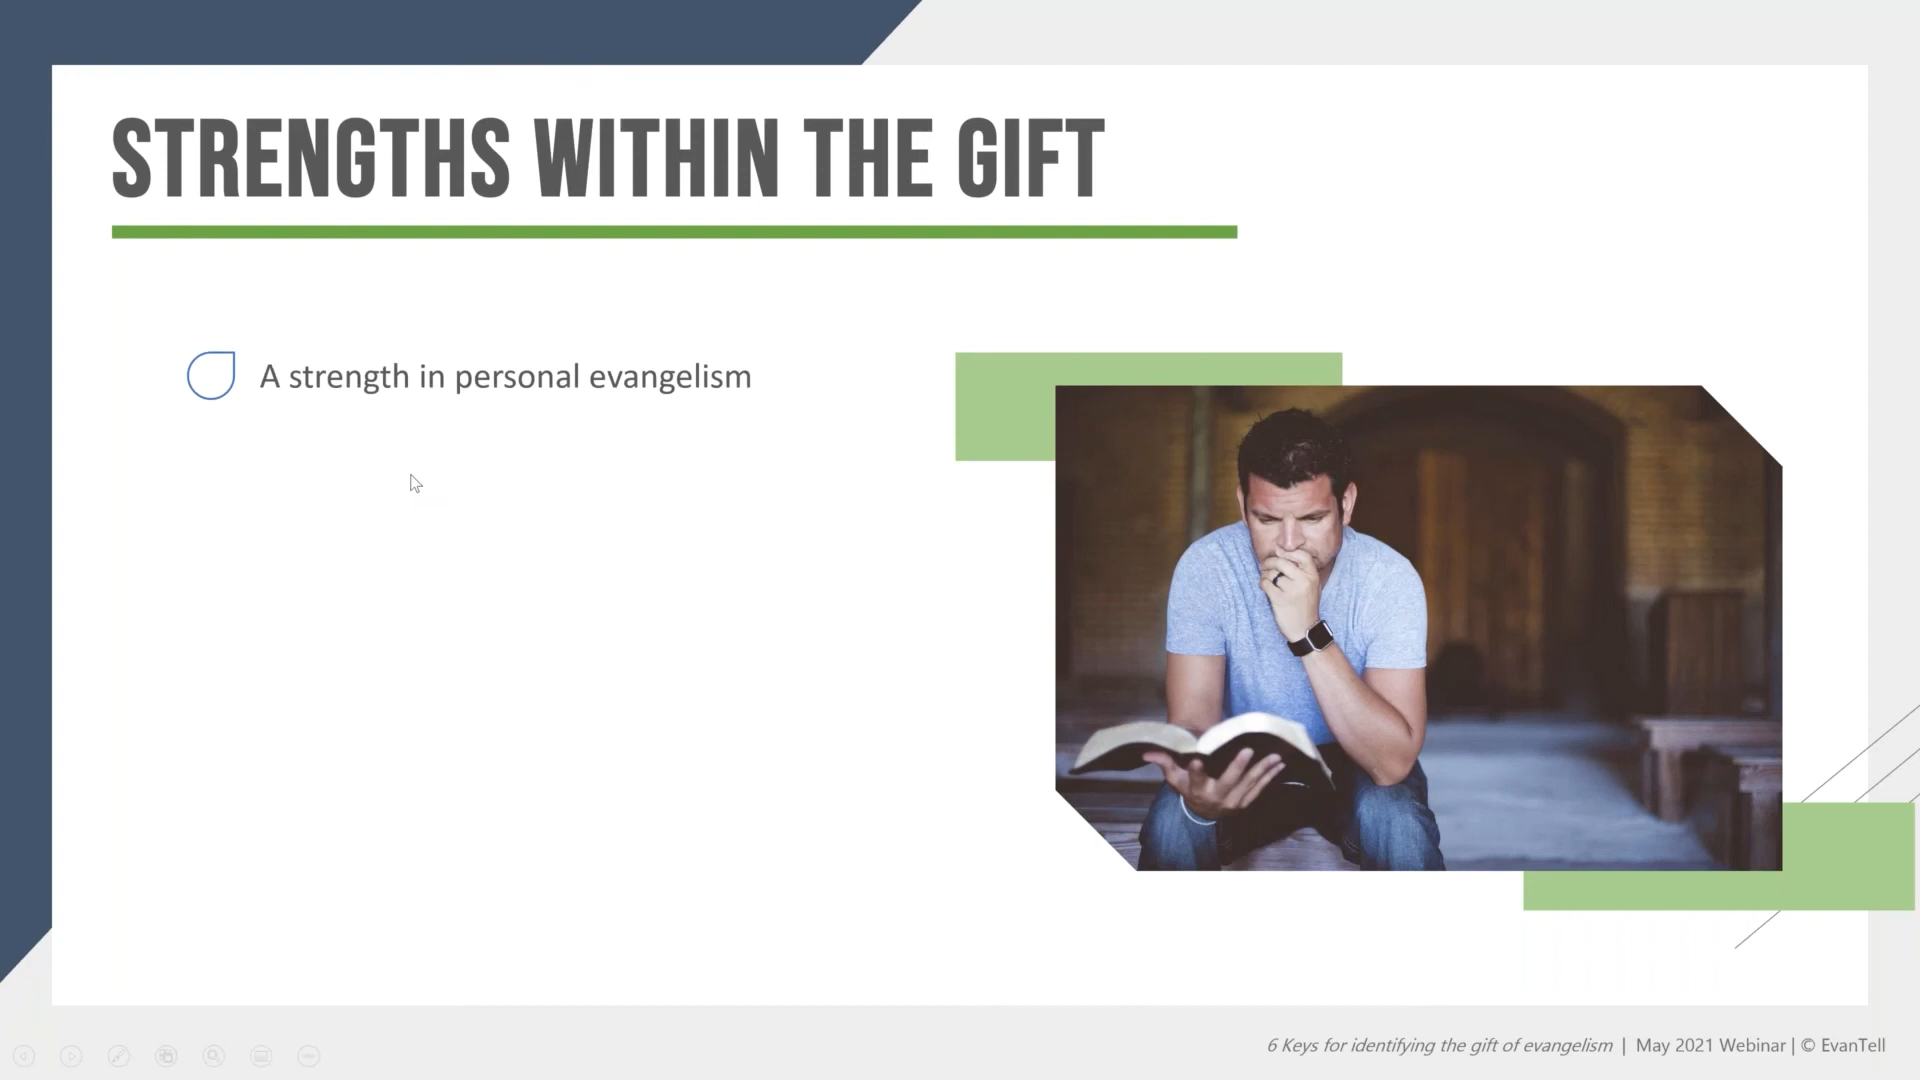 STRENGTHS WITHIN THE GIFT
A strength in personal evangelism
6 Keys for identifying the gift of evangelism | May 2021 Webinar | © EvanTell